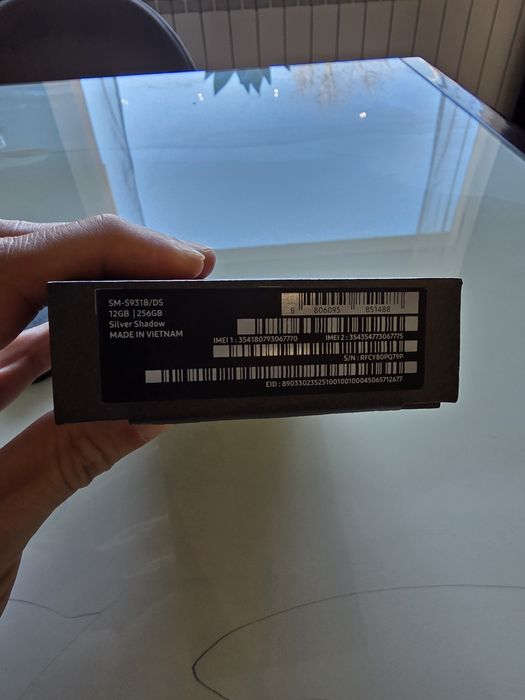 SM-S931B/DS
12GB | 256GB
Silver Shadow
MADE IN VIETNAM
8 806095 851488
IMEI 1 : 354180793067770 IMEI 2 : 354354773067775
S/N : RFCY80PQ79P
EID : 89033023525100100100045065712677